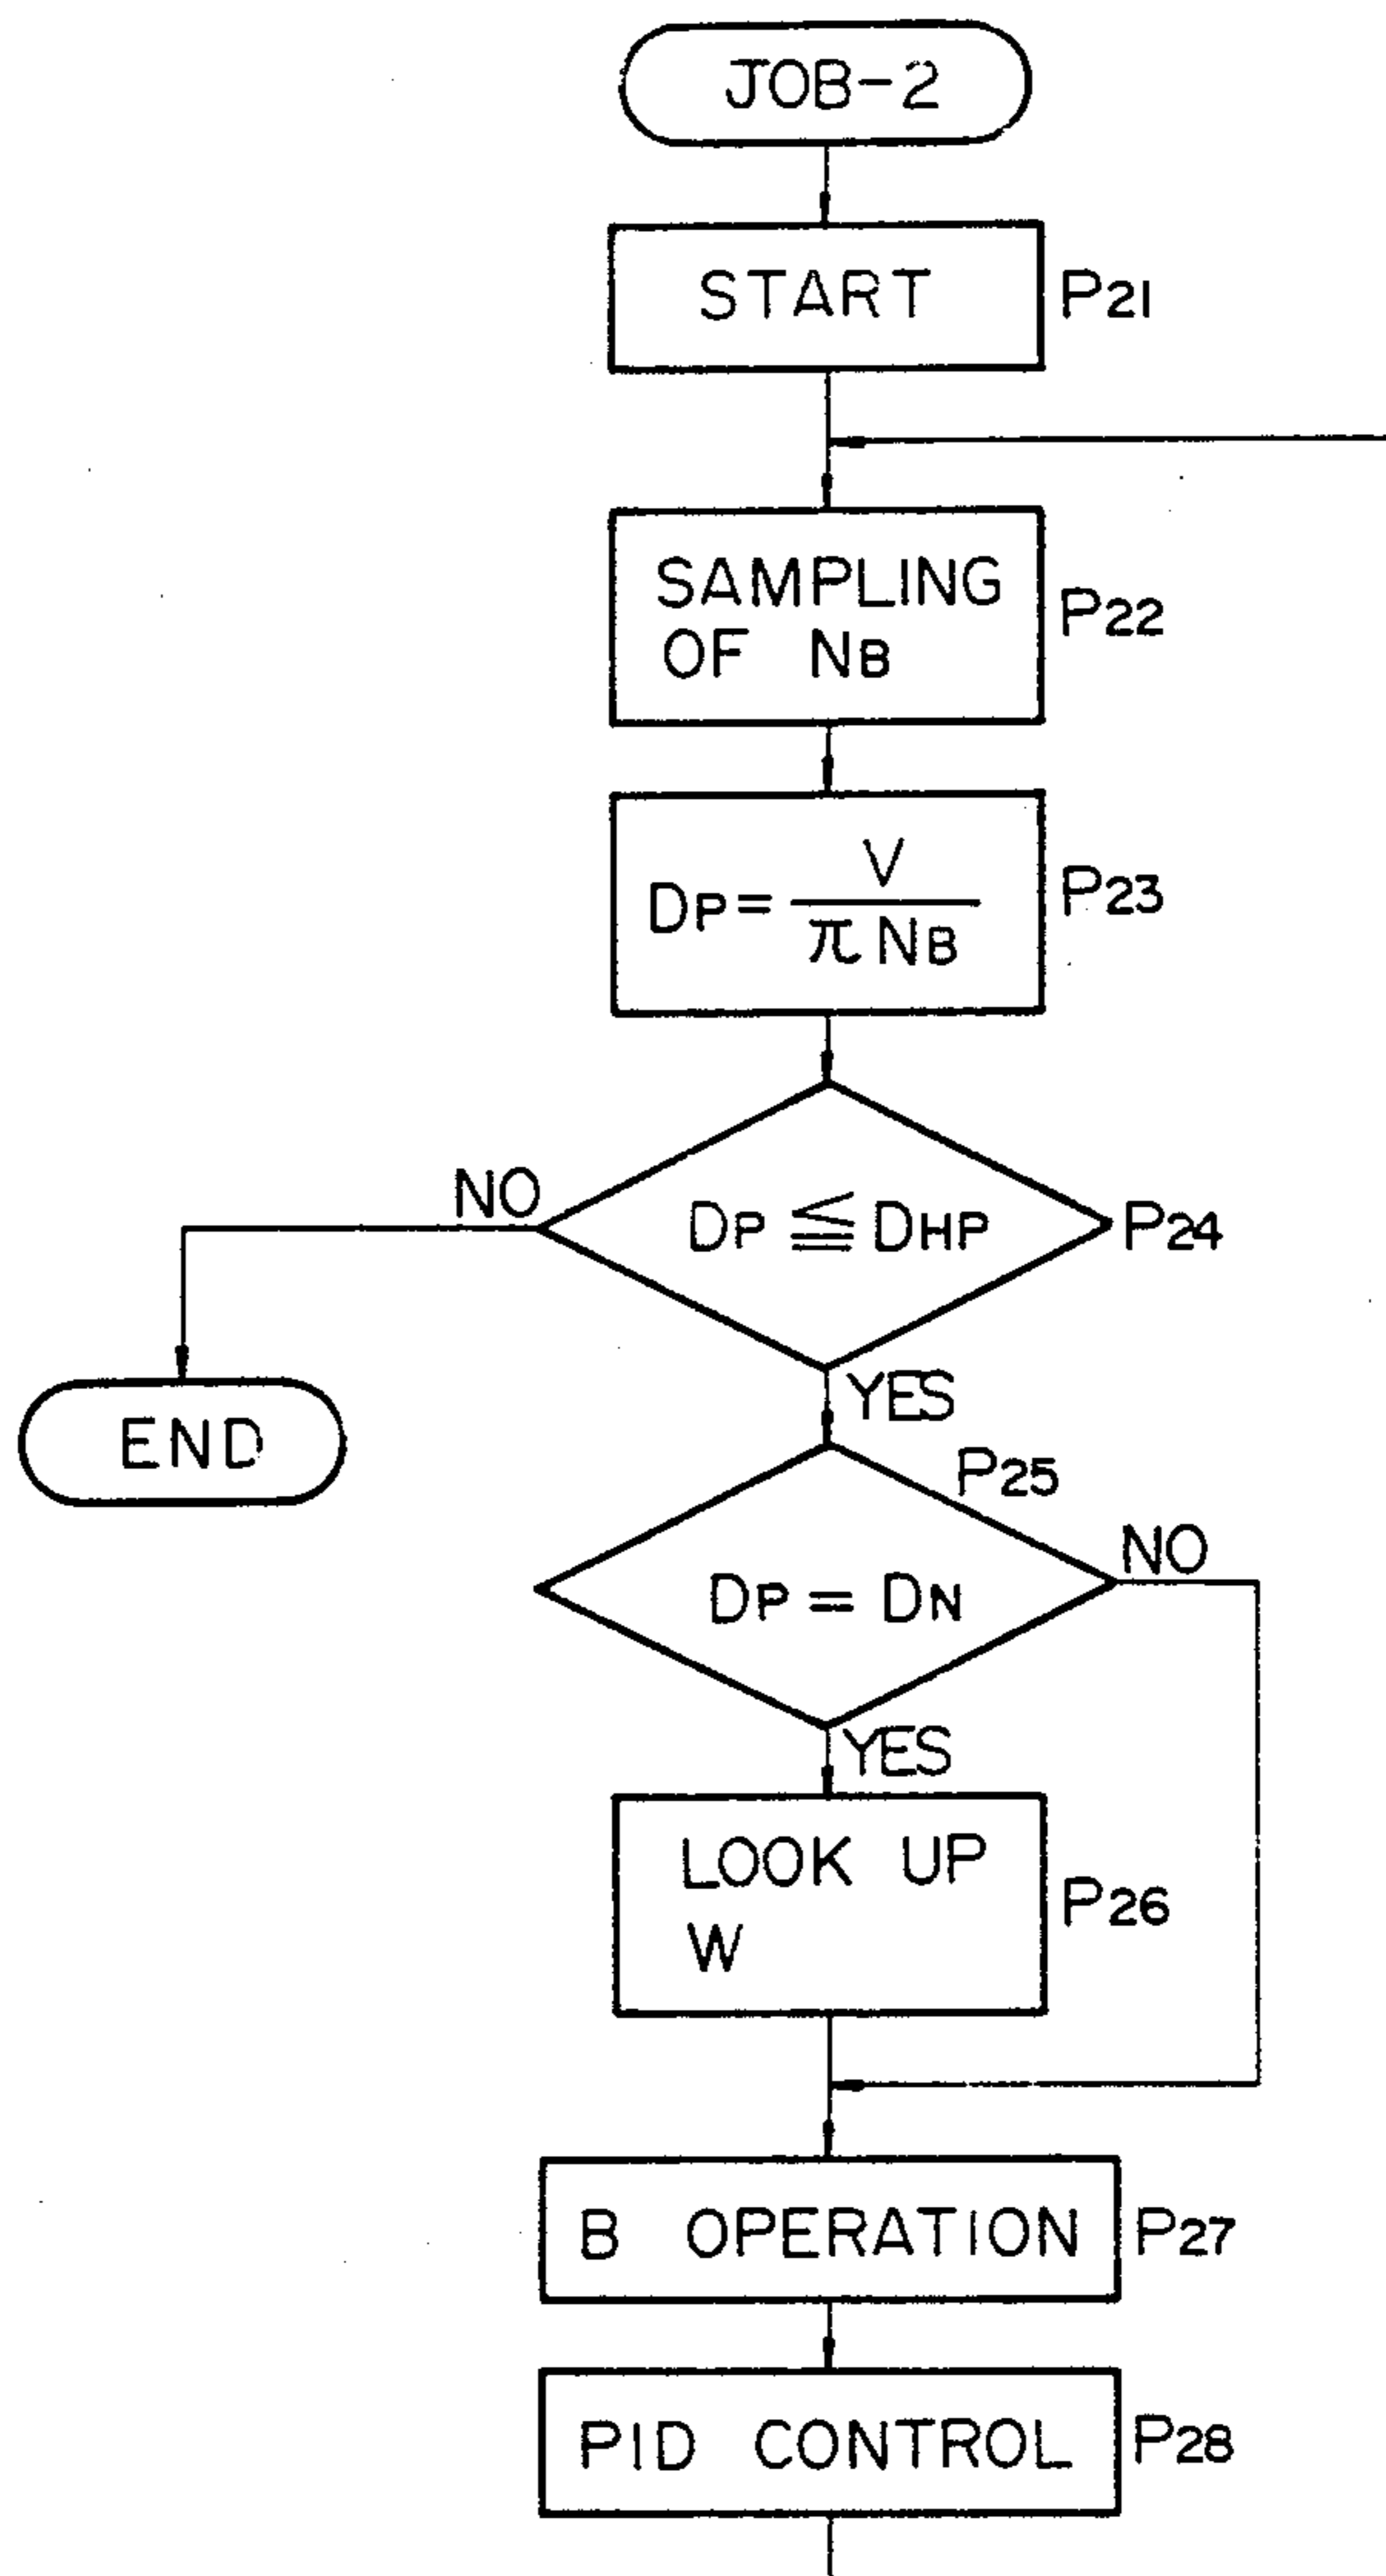 JOB-2
START
P21
SAMPLING
OF NB
P22
DP = V / π NB
P23
NO
DP ≦ DHP
P24
YES
END
P25
NO
DP = DN
YES
LOOK UP
W
P26
B OPERATION
P27
PID CONTROL
P28